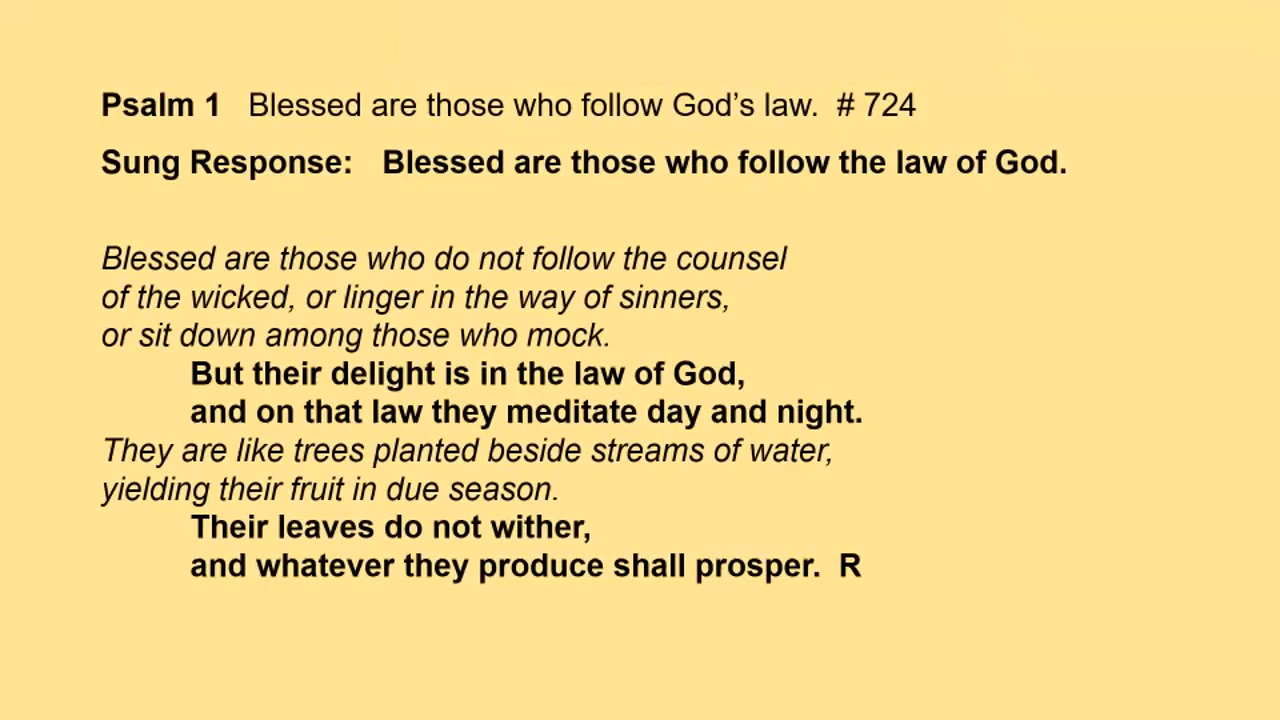 Psalm 1 Blessed are those who follow God’s law. # 724
Sung Response: Blessed are those who follow the law of God.
Blessed are those who do not follow the counsel
of the wicked, or linger in the way of sinners,
or sit down among those who mock.
But their delight is in the law of God,
and on that law they meditate day and night.
They are like trees planted beside streams of water,
yielding their fruit in due season.
Their leaves do not wither,
and whatever they produce shall prosper. R